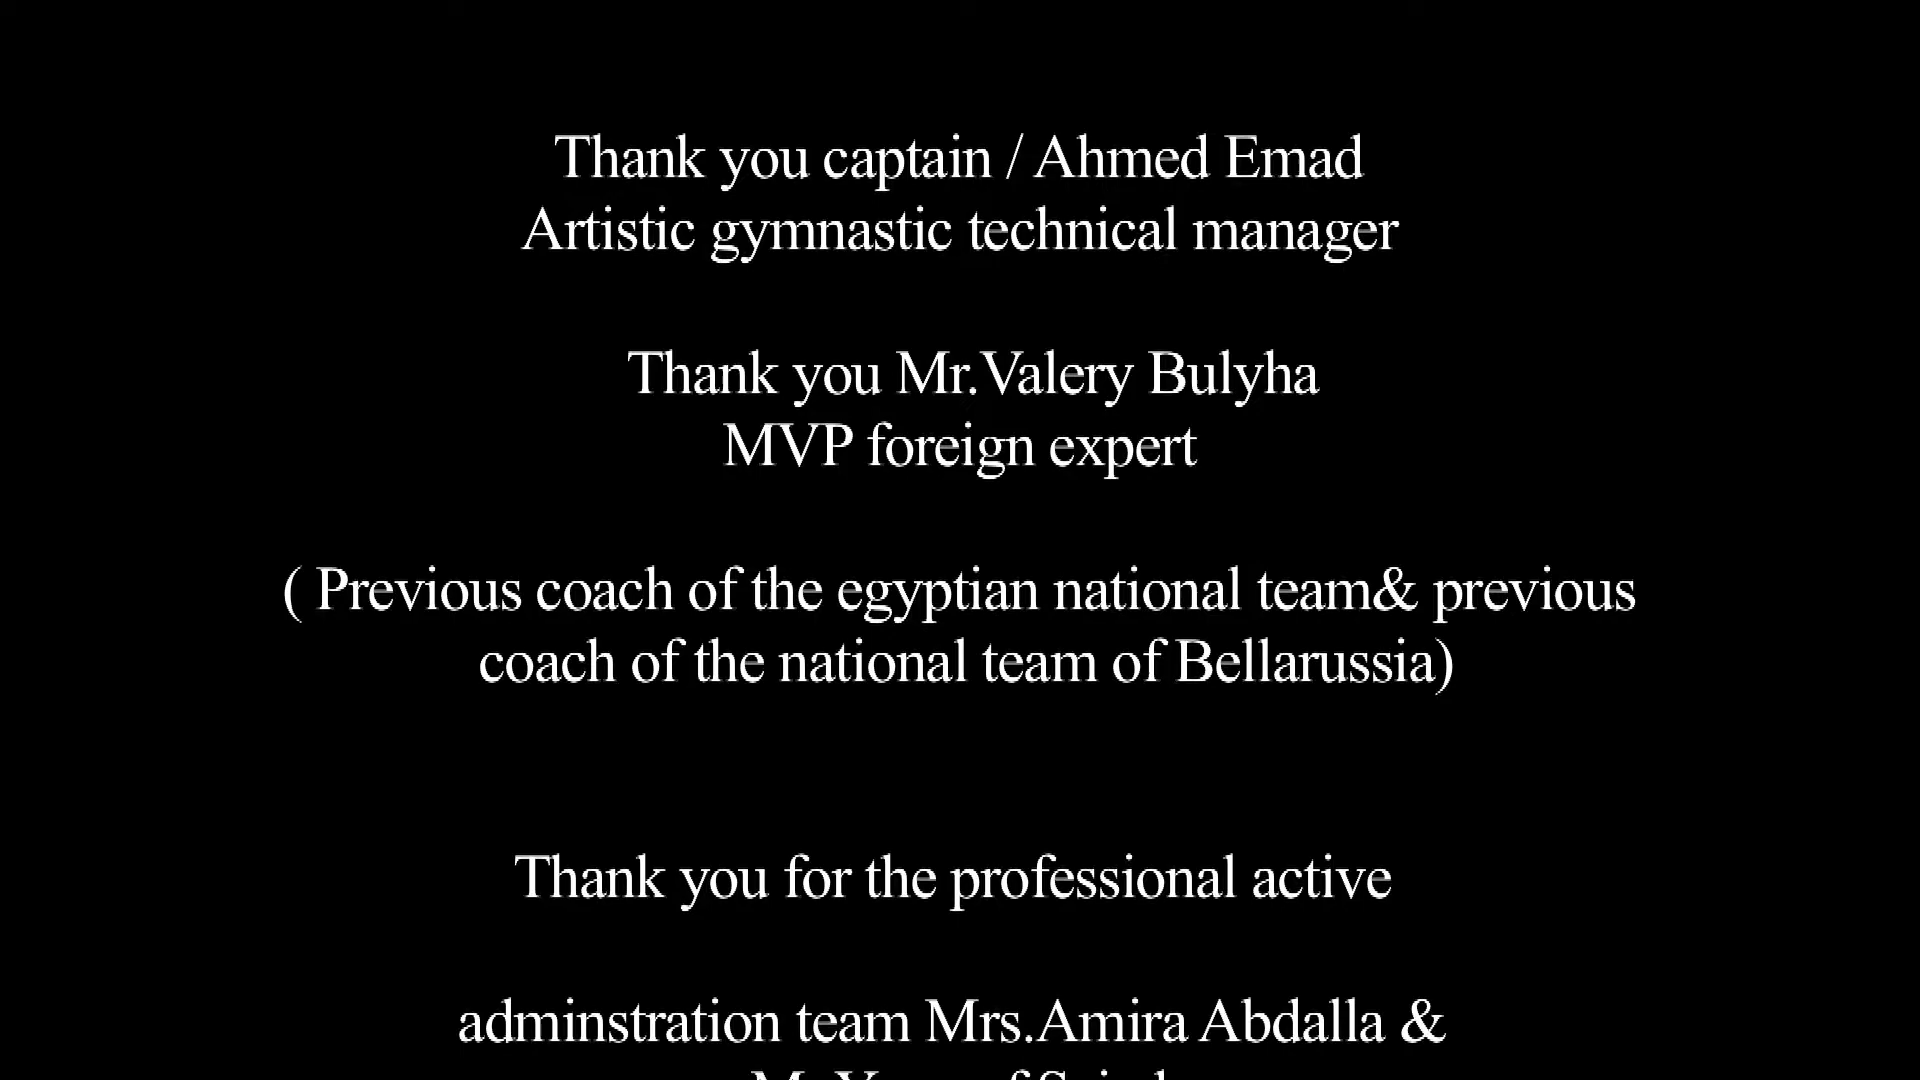 Thank you captain / Ahmed Emad
Artistic gymnastic technical manager
Thank you Mr.Valery Bulyha
MVP foreign expert
( Previous coach of the egyptian national team& previous
coach of the national team of Bellarussia)
Thank you for the professional active
adminstration team Mrs.Amira Abdalla &